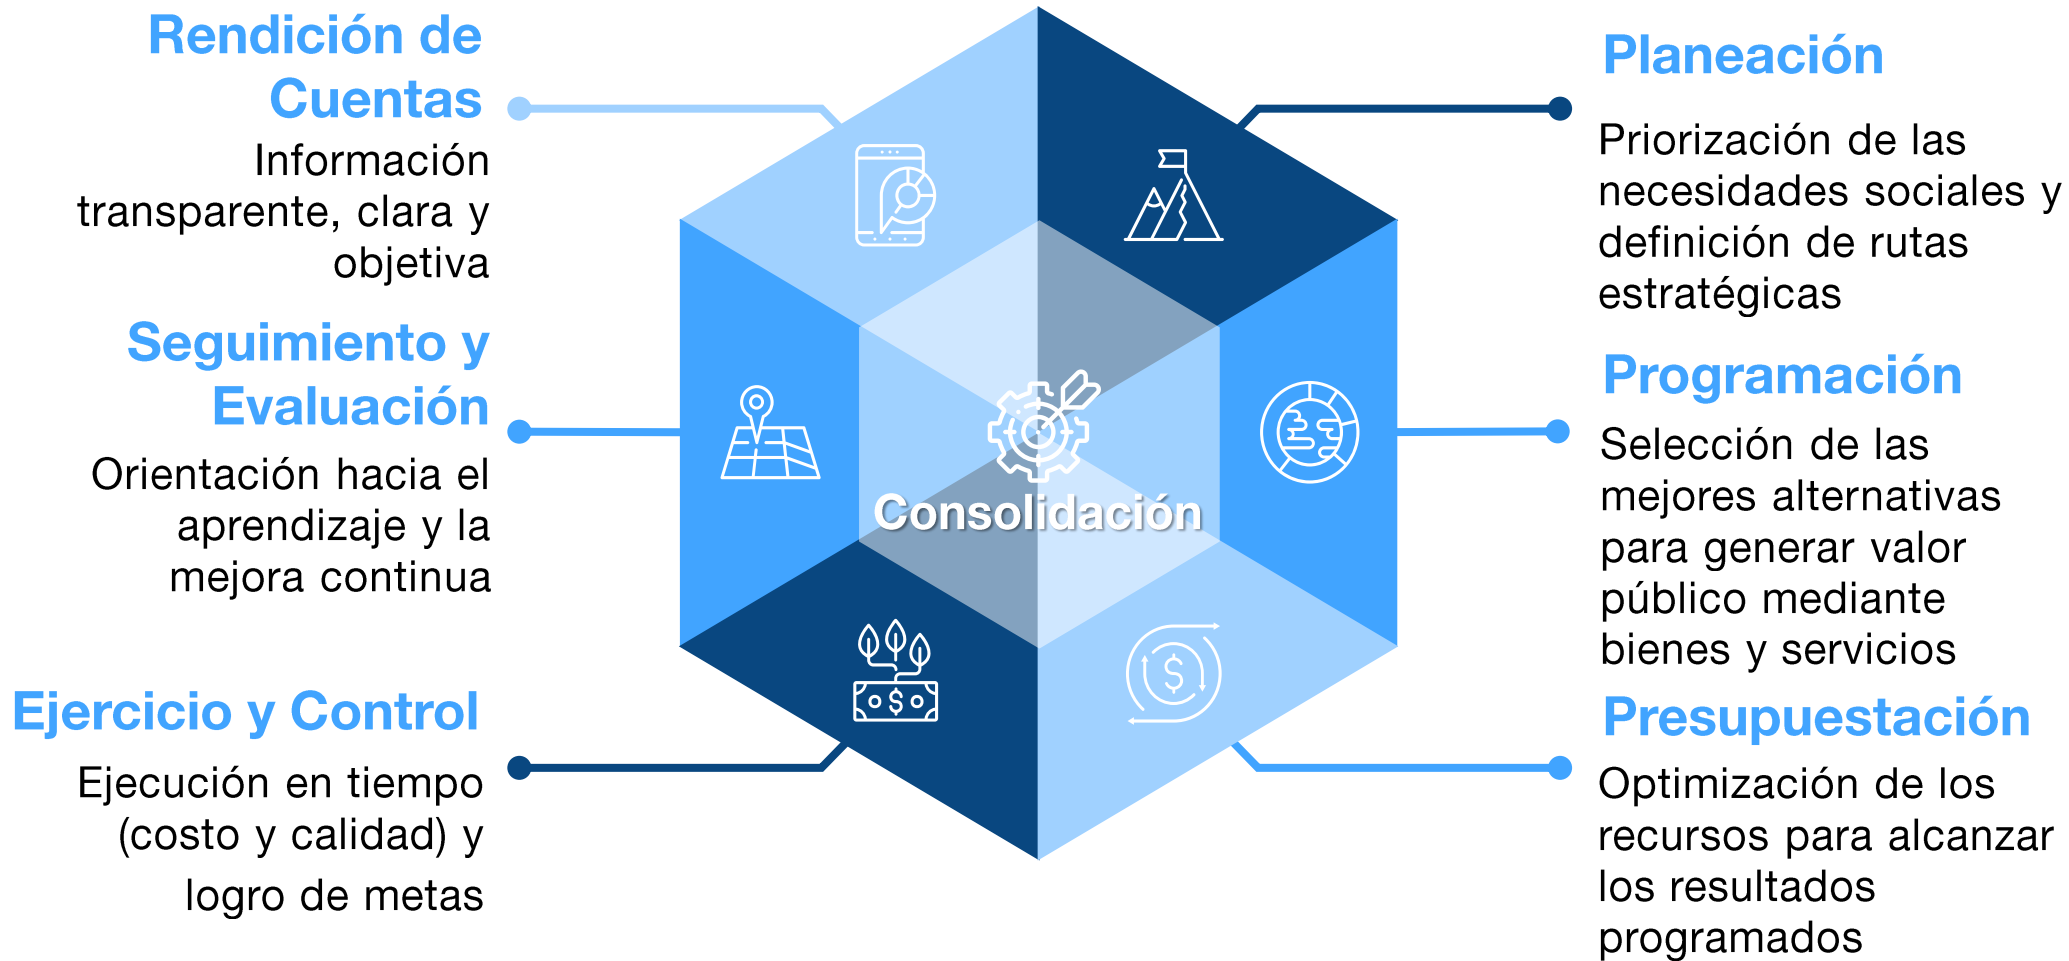 Rendición de
Cuentas
Información
transparente, clara y
objetiva
Seguimiento y
Evaluación
Orientación hacia el
aprendizaje y la
mejora continua
Ejercicio y Control
Ejecución en tiempo
(costo y calidad) y
logro de metas
Consolidación
$
$
Planeación
Priorización de las
necesidades sociales y
definición de rutas
estratégicas
Programación
Selección de las
mejores alternativas
para generar valor
público mediante
bienes y servicios
Presupuestación
Optimización de los
recursos para alcanzar
los resultados
programados